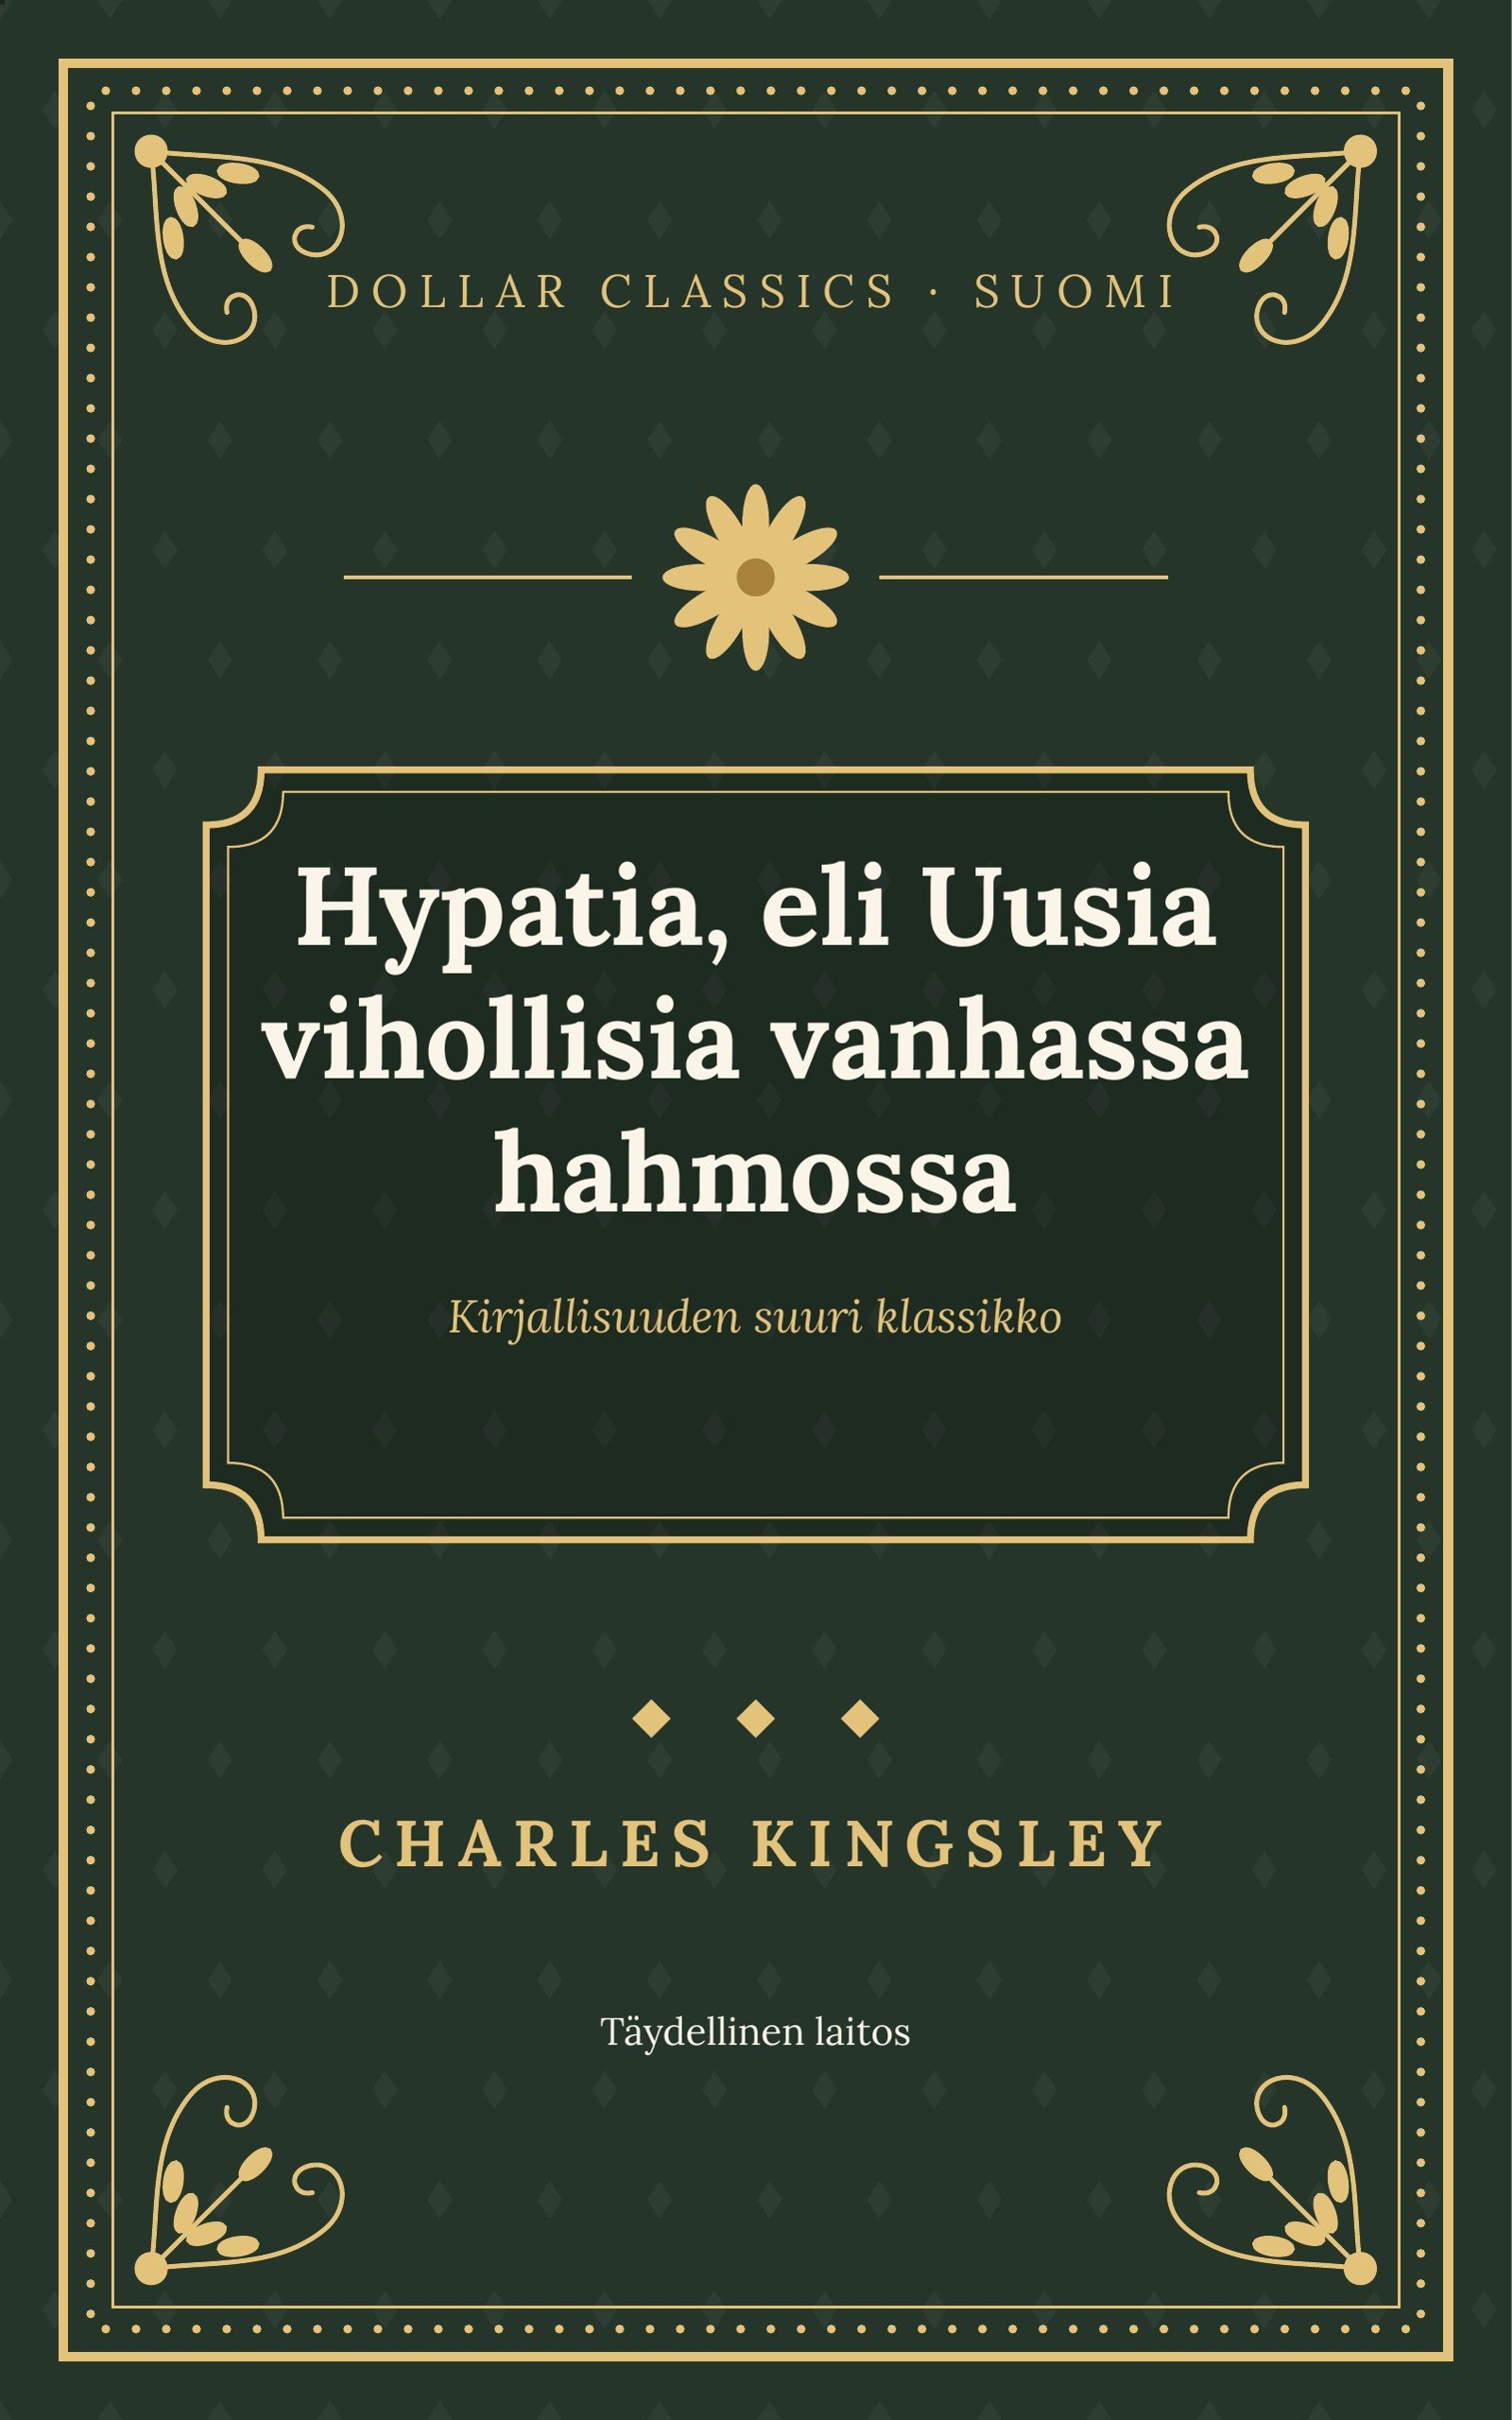 DOLLAR CLASSICS · SUOMI
Hypatia, eli Uusia
vihollisia vanhassa
hahmossa
Kirjallisuuden suuri klassikko
CHARLES KINGSLEY
Täydellinen laitos